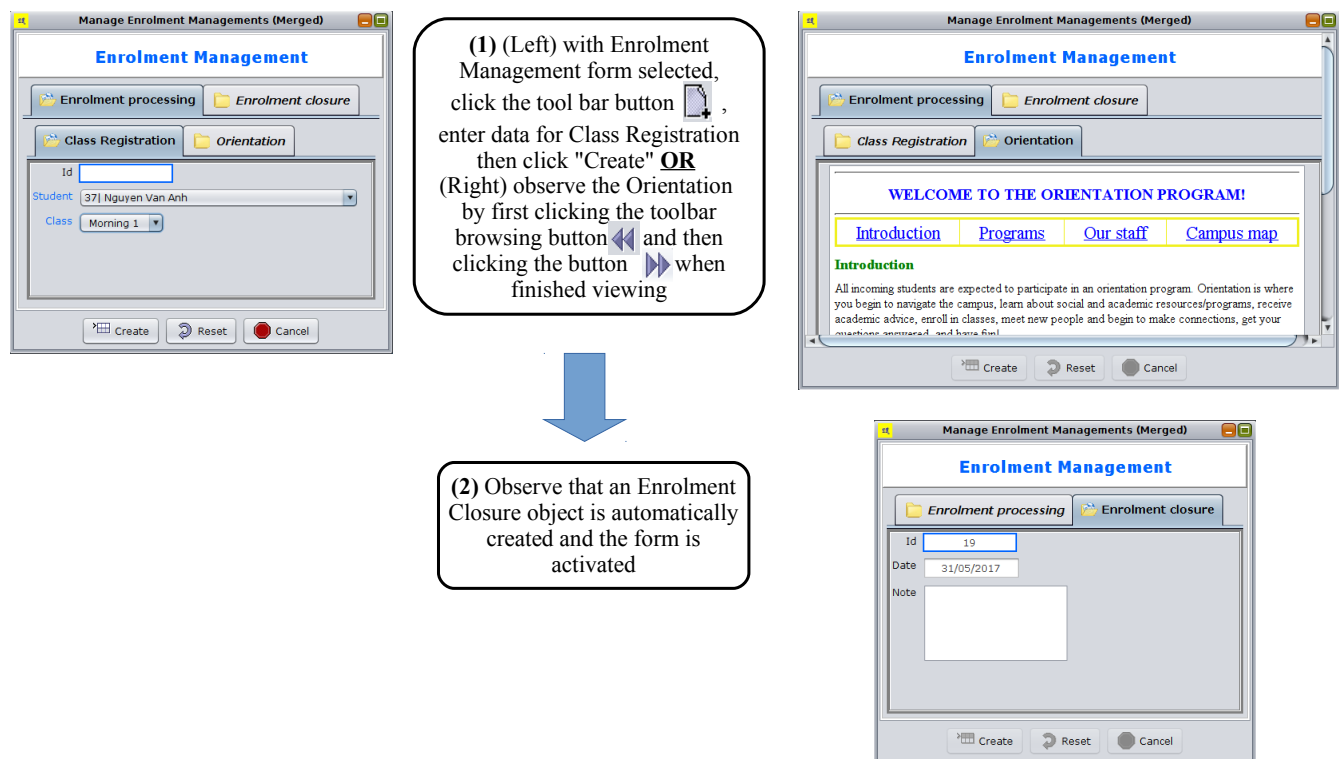 Manage Enrolment Managements (Merged)
Enrolment Management
Enrolment processing
Enrolment closure
Class Registration
Orientation
Id
Student 37| Nguyen Van Anh
Class Morning 1
Create Reset Cancel
(1) (Left) with Enrolment
Management form selected,
click the tool bar button ,
enter data for Class Registration
then click "Create" OR
(Right) observe the Orientation
by first clicking the toolbar
browsing button and then
clicking the button when
finished viewing
Manage Enrolment Managements (Merged)
Enrolment Management
Enrolment processing
Enrolment closure
Class Registration
Orientation
WELCOME TO THE ORIENTATION PROGRAM!
Introduction Programs Our staff Campus map
Introduction
All incoming students are expected to participate in an orientation program. Orientation is where
you begin to navigate the campus, learn about social and academic resources/programs, receive
academic advice, enroll in classes, meet new people and begin to make connections, get your
questions answered, and have fun!
Create Reset Cancel
(2) Observe that an Enrolment
Closure object is automatically
created and the form is
activated
Manage Enrolment Managements (Merged)
Enrolment Management
Enrolment processing
Enrolment closure
Id 19
Date 31/05/2017
Note
Create Reset Cancel